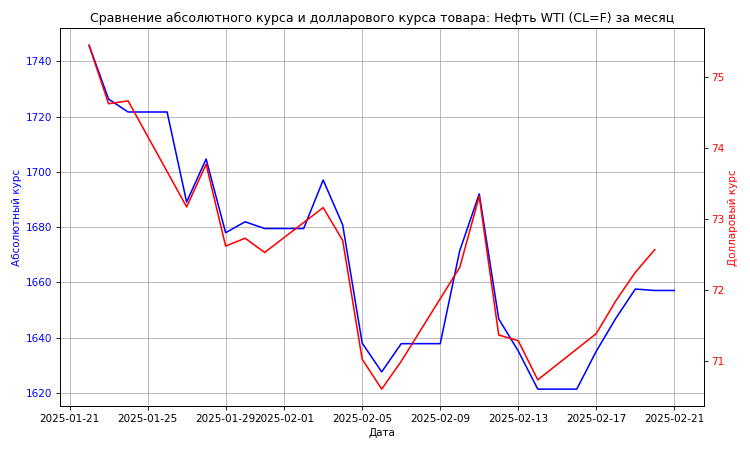 Сравнение абсолютного курса и долларового курса товара: Нефть WTI (CL=F) за месяц
1740
1720
1700
1680
1660
1640
1620
Абсолютный курс
75
74
73
72
71
Долларовый курс
2025-01-21 2025-01-25 2025-01-29 2025-02-01 2025-02-05 2025-02-09 2025-02-13 2025-02-17 2025-02-21
Дата